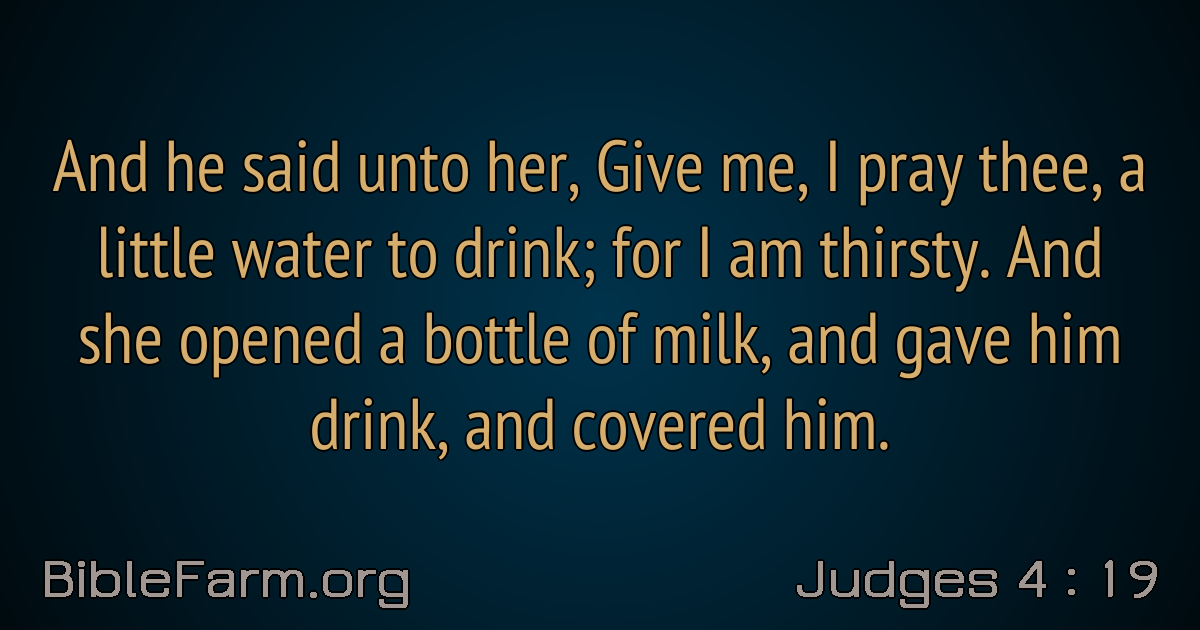 And he said unto her, Give me, I pray thee, a
little water to drink; for I am thirsty. And
she opened a bottle of milk, and gave him
drink, and covered him.
BibleFarm.org
Judges 4 : 19